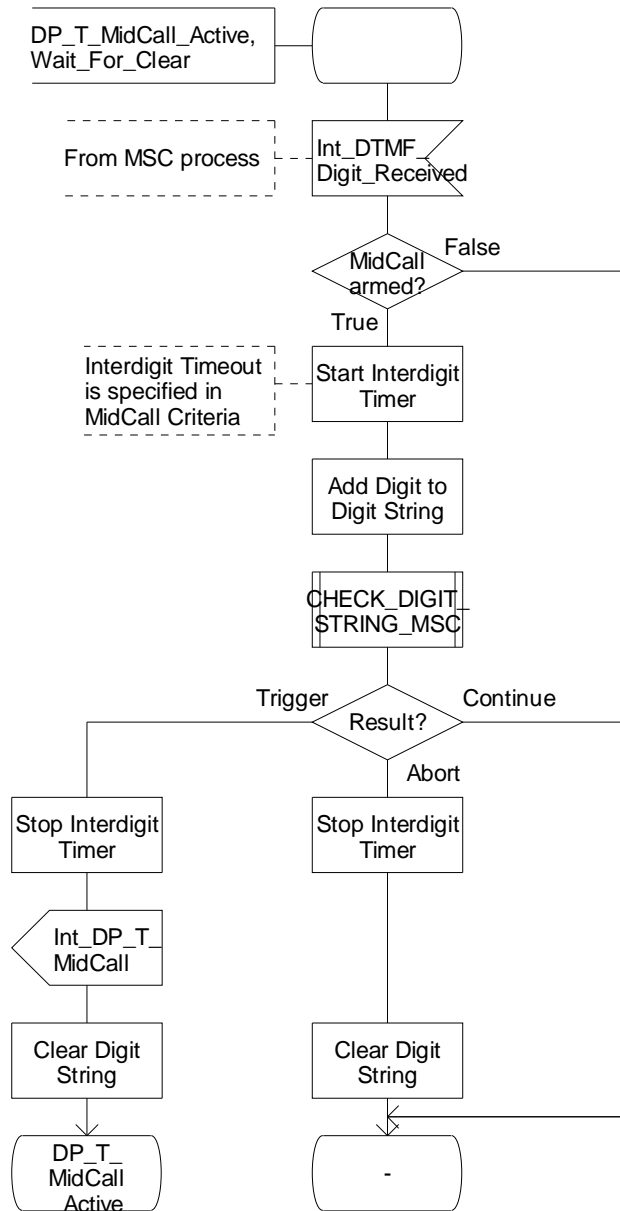 DP_T_MidCall_Active,
Wait_For_Clear
From MSC process
Int_DTMF_
Digit_Received
MidCall
armed?
False
True
Interdigit Timeout
is specified in
MidCall Criteria
Start Interdigit
Timer
Add Digit to
Digit String
CHECK_DIGIT_
STRING_MSC
Trigger
Result?
Continue
Abort
Stop Interdigit
Timer
Stop Interdigit
Timer
Int_DP_T_
MidCall
Clear Digit
String
Clear Digit
String
DP_T_
MidCall_
Active
-